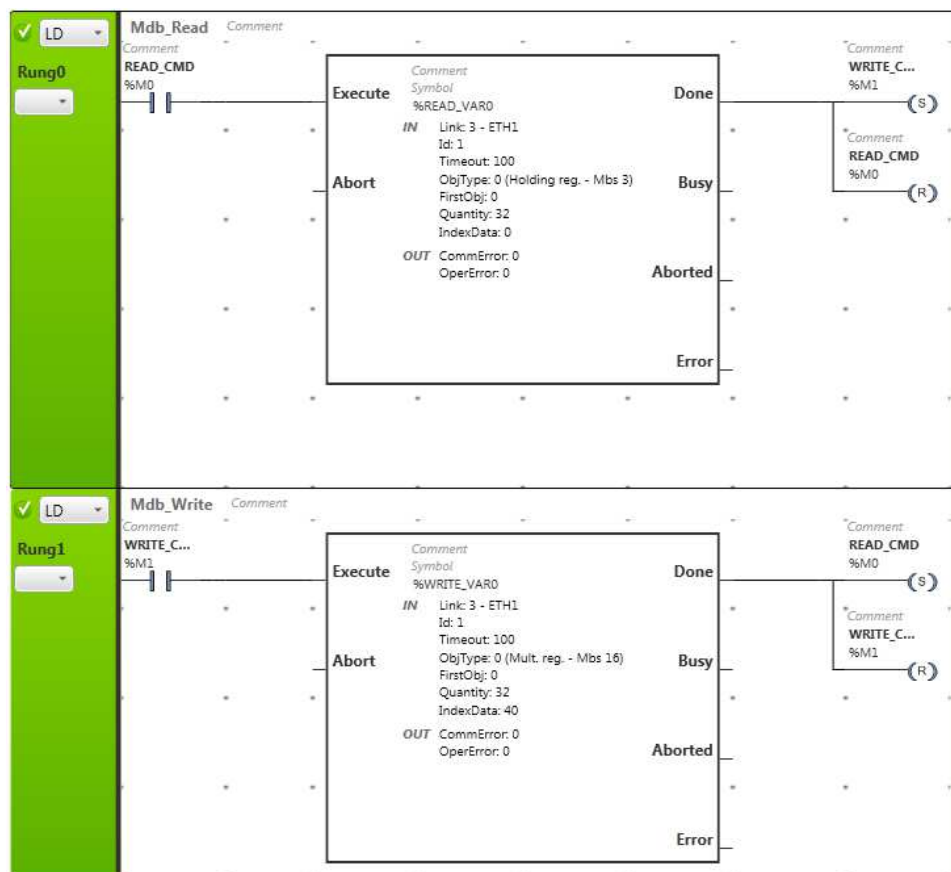 LD
Mdb_Read Comment
Rung0
Comment
READ_CMD
%M0
Execute
Abort
Comment
Symbol
%READ_VAR0
IN Link: 3 - ETH1
Id: 1
Timeout: 100
ObjType: 0 (Holding reg. - Mbs 3)
FirstObj: 0
Quantity: 32
IndexData: 0
OUT CommError: 0
OperError: 0
Done
Busy
Aborted
Error
Comment
WRITE_C...
%M1
S
Comment
READ_CMD
%M0
R
LD
Mdb_Write Comment
Rung1
Comment
WRITE_C...
%M1
Execute
Abort
Comment
Symbol
%WRITE_VAR0
IN Link: 3 - ETH1
Id: 1
Timeout: 100
ObjType: 0 (Mult. reg. - Mbs 16)
FirstObj: 0
Quantity: 32
IndexData: 40
OUT CommError: 0
OperError: 0
Done
Busy
Aborted
Error
Comment
READ_CMD
%M0
S
Comment
WRITE_C...
%M1
R